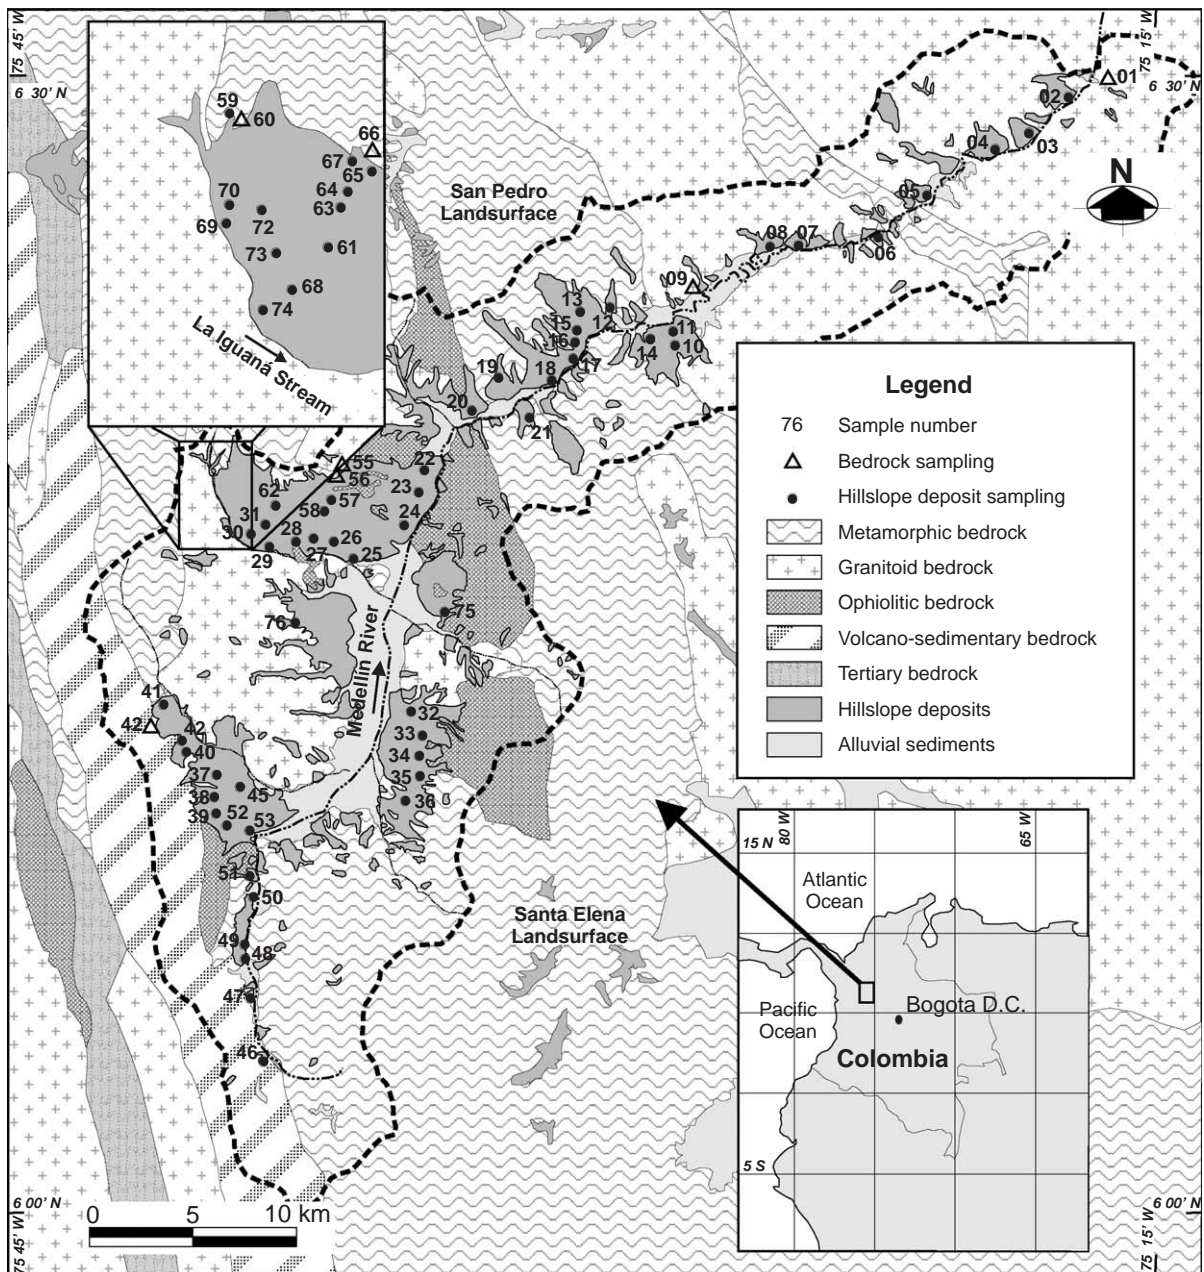 75 45' W
6 30' N
75 15' W
6 30' N
01
02
03
04
05
06
07
08
09
N
San Pedro
Landsurface
59
60
66
67
65
64
63
70
69
72
73
61
68
74
La Iguaná Stream
13
12
15
16
17
11
10
14
19
18
20
21
55
56
22
62
57
23
58
31
24
30
28
29
27
26
25
75
76
Medellín River
41
42
42
40
32
33
34
35
36
37
38
45
39
52
53
51
50
49
48
47
46
Santa Elena
Landsurface
Legend
76 Sample number
Bedrock sampling
Hillslope deposit sampling
Metamorphic bedrock
Granitoid bedrock
Ophiolitic bedrock
Volcano-sedimentary bedrock
Tertiary bedrock
Hillslope deposits
Alluvial sediments
15 N
80 W
65 W
Atlantic
Ocean
Pacific
Ocean
Bogota D.C.
Colombia
5 S
0 5 10 km
6 00' N
75 45' W
6 00' N
75 15' W